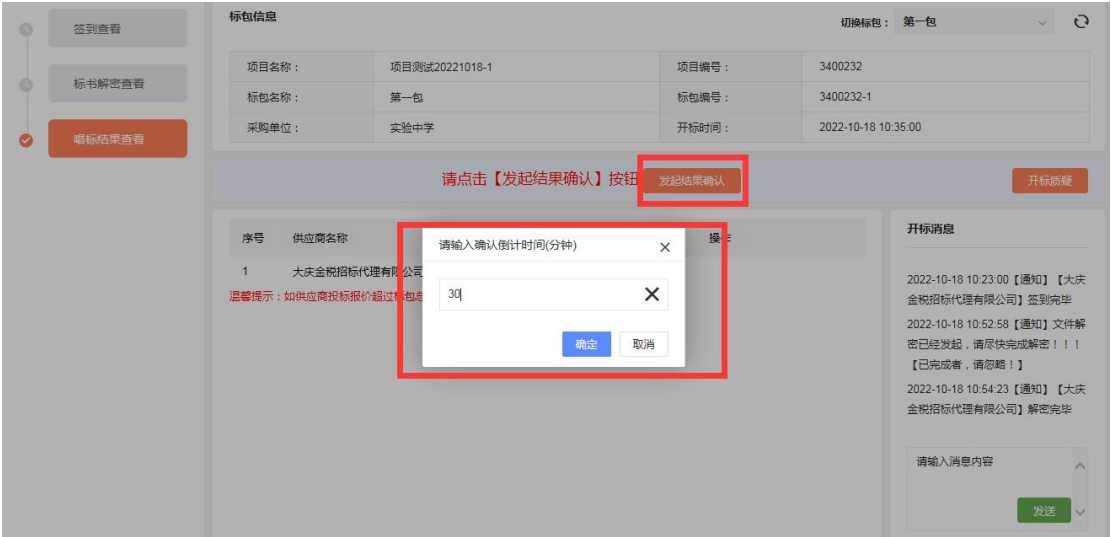 签到查看
标书解密查看
唱标结果查看
标包信息
切换标包： 第一包
项目名称： 项目测试20221018-1 项目编号： 3400232
标包名称： 第一包 标包编号： 3400232-1
采购单位： 实验中学 开标时间： 2022-10-18 10:35:00
请点击【发起结果确认】按钮 发起结果确认 开标质疑
序号 供应商名称 操作
1 大庆金税招标代理有限公司
温馨提示：如供应商投标报价超过标包总
请输入确认倒计时间(分钟)
30
确定 取消
开标消息
2022-10-18 10:23:00【通知】【大庆
金税招标代理有限公司】签到完毕
2022-10-18 10:52:58【通知】文件解
密已经发起，请尽快完成解密！！！
【已完成者，请忽略！】
2022-10-18 10:54:23【通知】【大庆
金税招标代理有限公司】解密完毕
请输入消息内容
发送